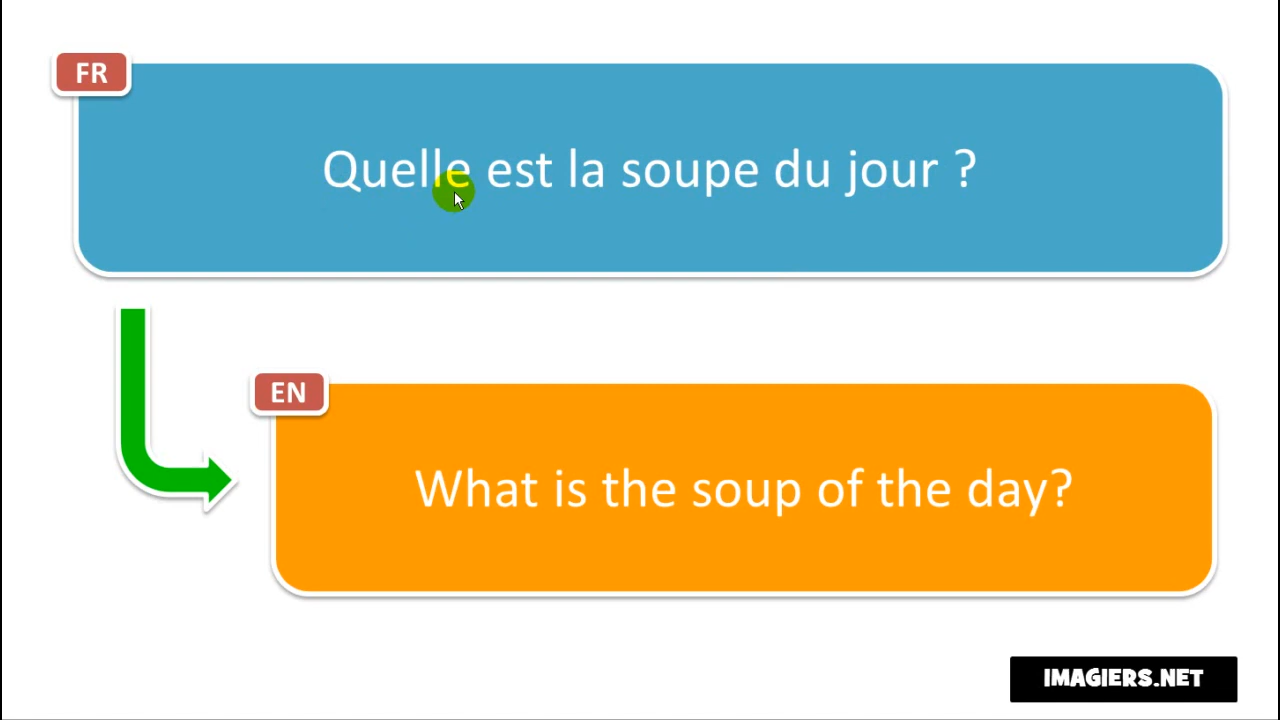 FR
Quelle est la soupe du jour ?
EN
What is the soup of the day?
IMAGIERS.NET